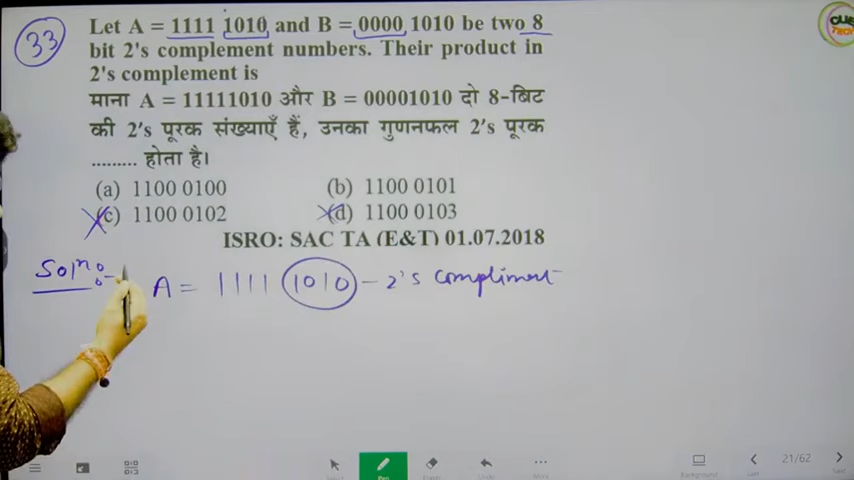 33
Let A = 1111 1010 and B = 0000 1010 be two 8
bit 2's complement numbers. Their product in
2's complement is
माना A = 11111010 और B = 00001010 दो 8-बिट
की 2's पूरक संख्याएँ हैं, उनका गुणनफल 2's पूरक
......... होता है।
(a) 1100 0100 (b) 1100 0101
(c) 1100 0102 (d) 1100 0103
ISRO: SAC TA (E&T) 01.07.2018
Soln
A = 1111 1010 - 2's compliment
21/62
Pen